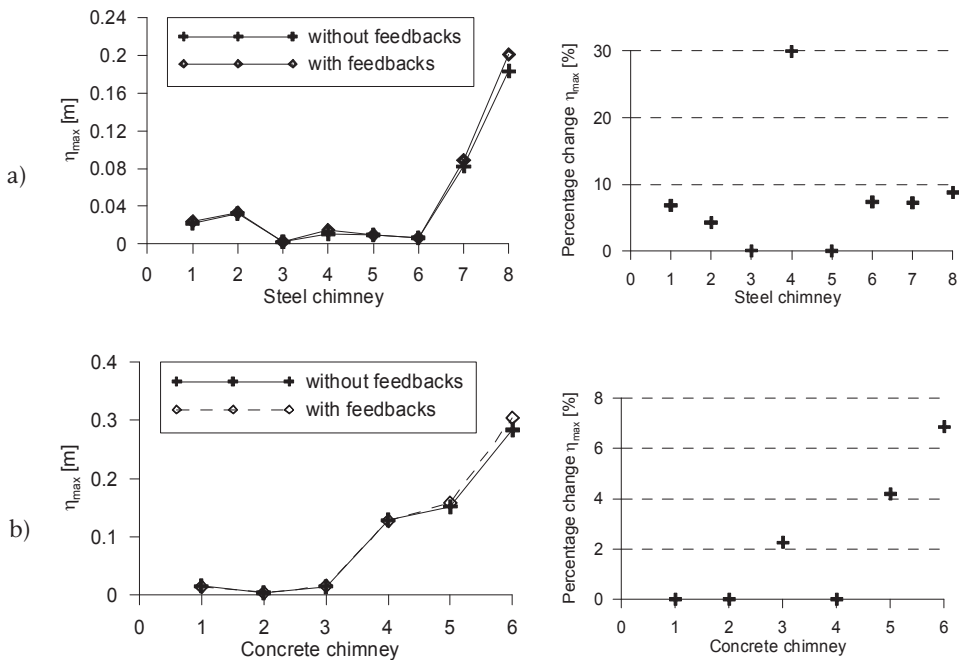 a)
0.24
0.2
0.16
0.12
0.08
0.04
0
η_max [m]
without feedbacks
with feedbacks
0 1 2 3 4 5 6 7 8
Steel chimney
30
20
10
0
Percentage change η_max [%]
0 1 2 3 4 5 6 7 8
Steel chimney
b)
0.4
0.3
0.2
0.1
0
η_max [m]
without feedbacks
with feedbacks
0 1 2 3 4 5 6
Concrete chimney
8
6
4
2
0
Percentage change η_max [%]
0 1 2 3 4 5 6
Concrete chimney